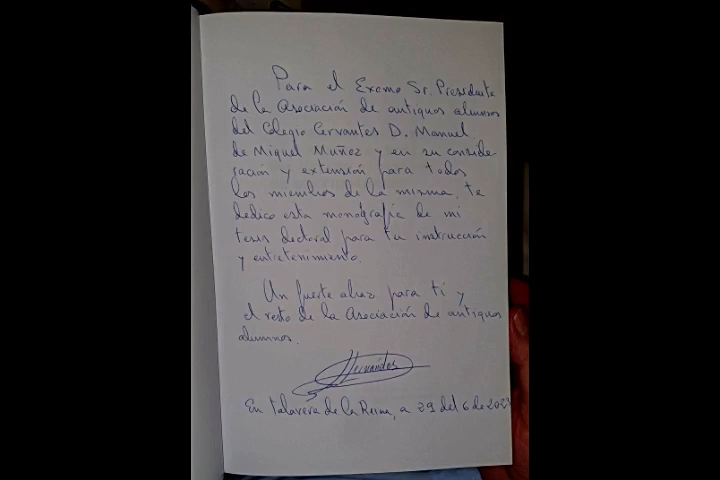 Para el Excmo Sr. Presidente
de la Asociación de antiguos alumnos
del Colegio Cervantes D. Manuel
de Miguel Muñoz y en su conside-
ración y extensión para todos
los miembros de la misma, te
dedico esta monografía de mi
tesis doctoral para tu instrucción
y entretenimiento.
Un fuerte abrazo para ti y
el resto de la Asociación de antiguos
alumnos.
Hernández
En Talavera de la Reina, a 29 del 6 de